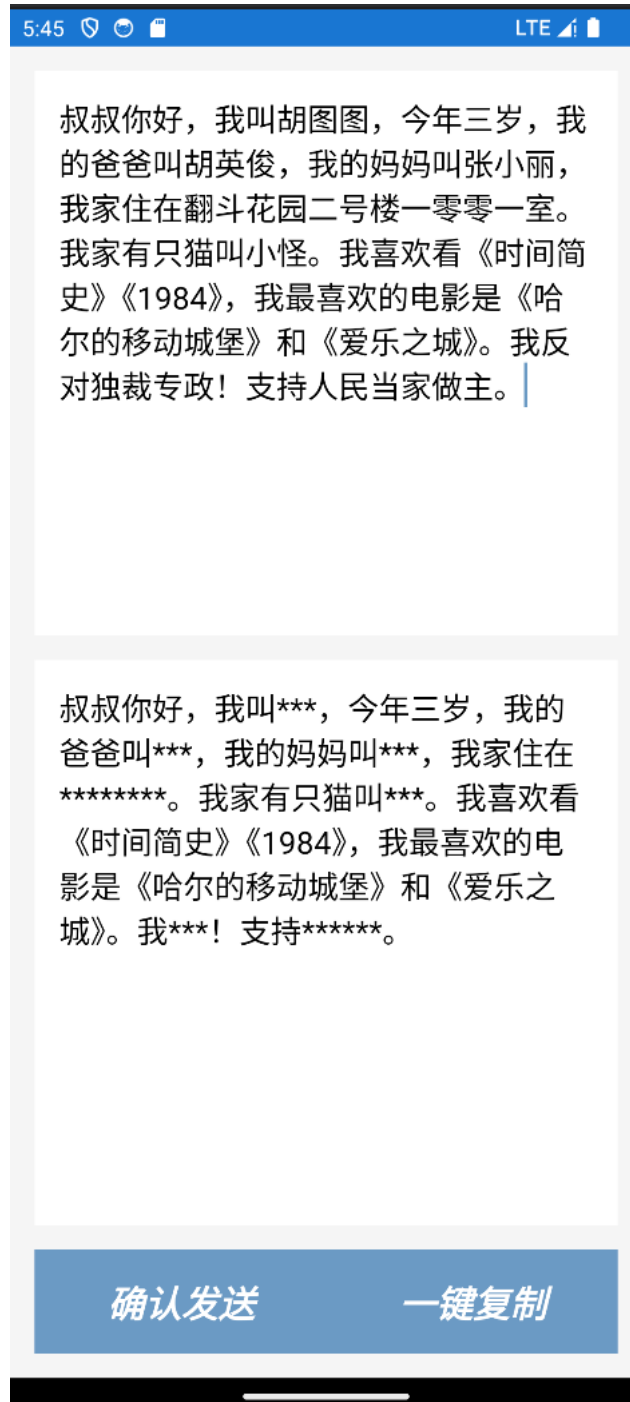 5:45
LTE
叔叔你好，我叫胡图图，今年三岁，我
的爸爸叫胡英俊，我的妈妈叫张小丽，
我家住在翻斗花园二号楼一零零一室。
我家有只猫叫小怪。我喜欢看《时间简
史》《1984》，我最喜欢的电影是《哈
尔的移动城堡》和《爱乐之城》。我反
对独裁专政！支持人民当家做主。
叔叔你好，我叫***，今年三岁，我的
爸爸叫***，我的妈妈叫***，我家住在
********。我家有只猫叫***。我喜欢看
《时间简史》《1984》，我最喜欢的电
影是《哈尔的移动城堡》和《爱乐之
城》。我***！支持******。
确认发送
一键复制